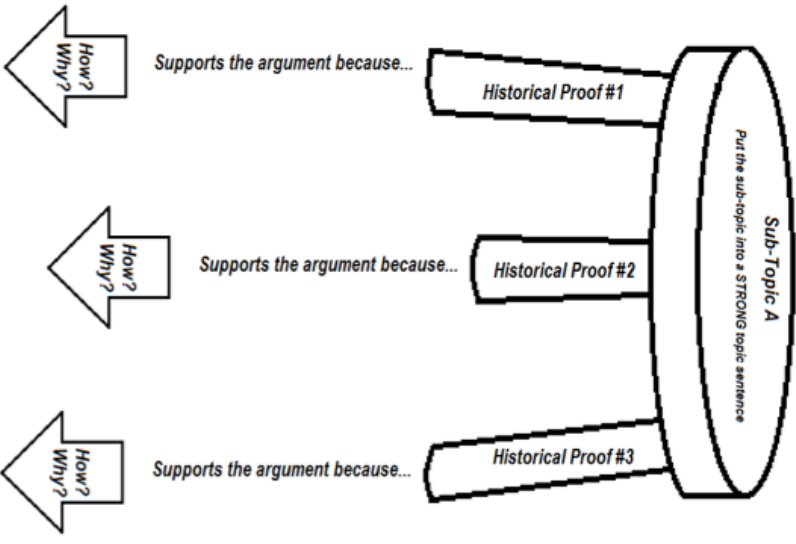 Sub-Topic A
Put the sub-topic into a STRONG topic sentence
Historical Proof #1
Supports the argument because...
How?
Why?
Historical Proof #2
Supports the argument because...
How?
Why?
Historical Proof #3
Supports the argument because...
How?
Why?